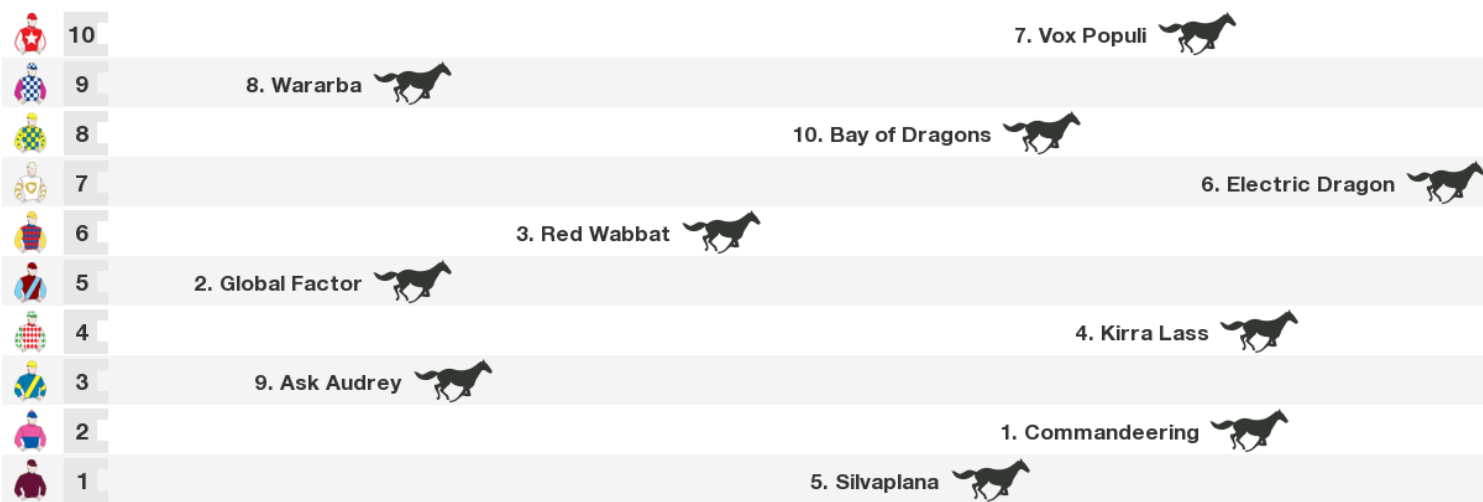 10 7. Vox Populi
9 8. Wararba
8 10. Bay of Dragons
7 6. Electric Dragon
6 3. Red Wabbat
5 2. Global Factor
4 4. Kirra Lass
3 9. Ask Audrey
2 1. Commandeering
1 5. Silvaplana